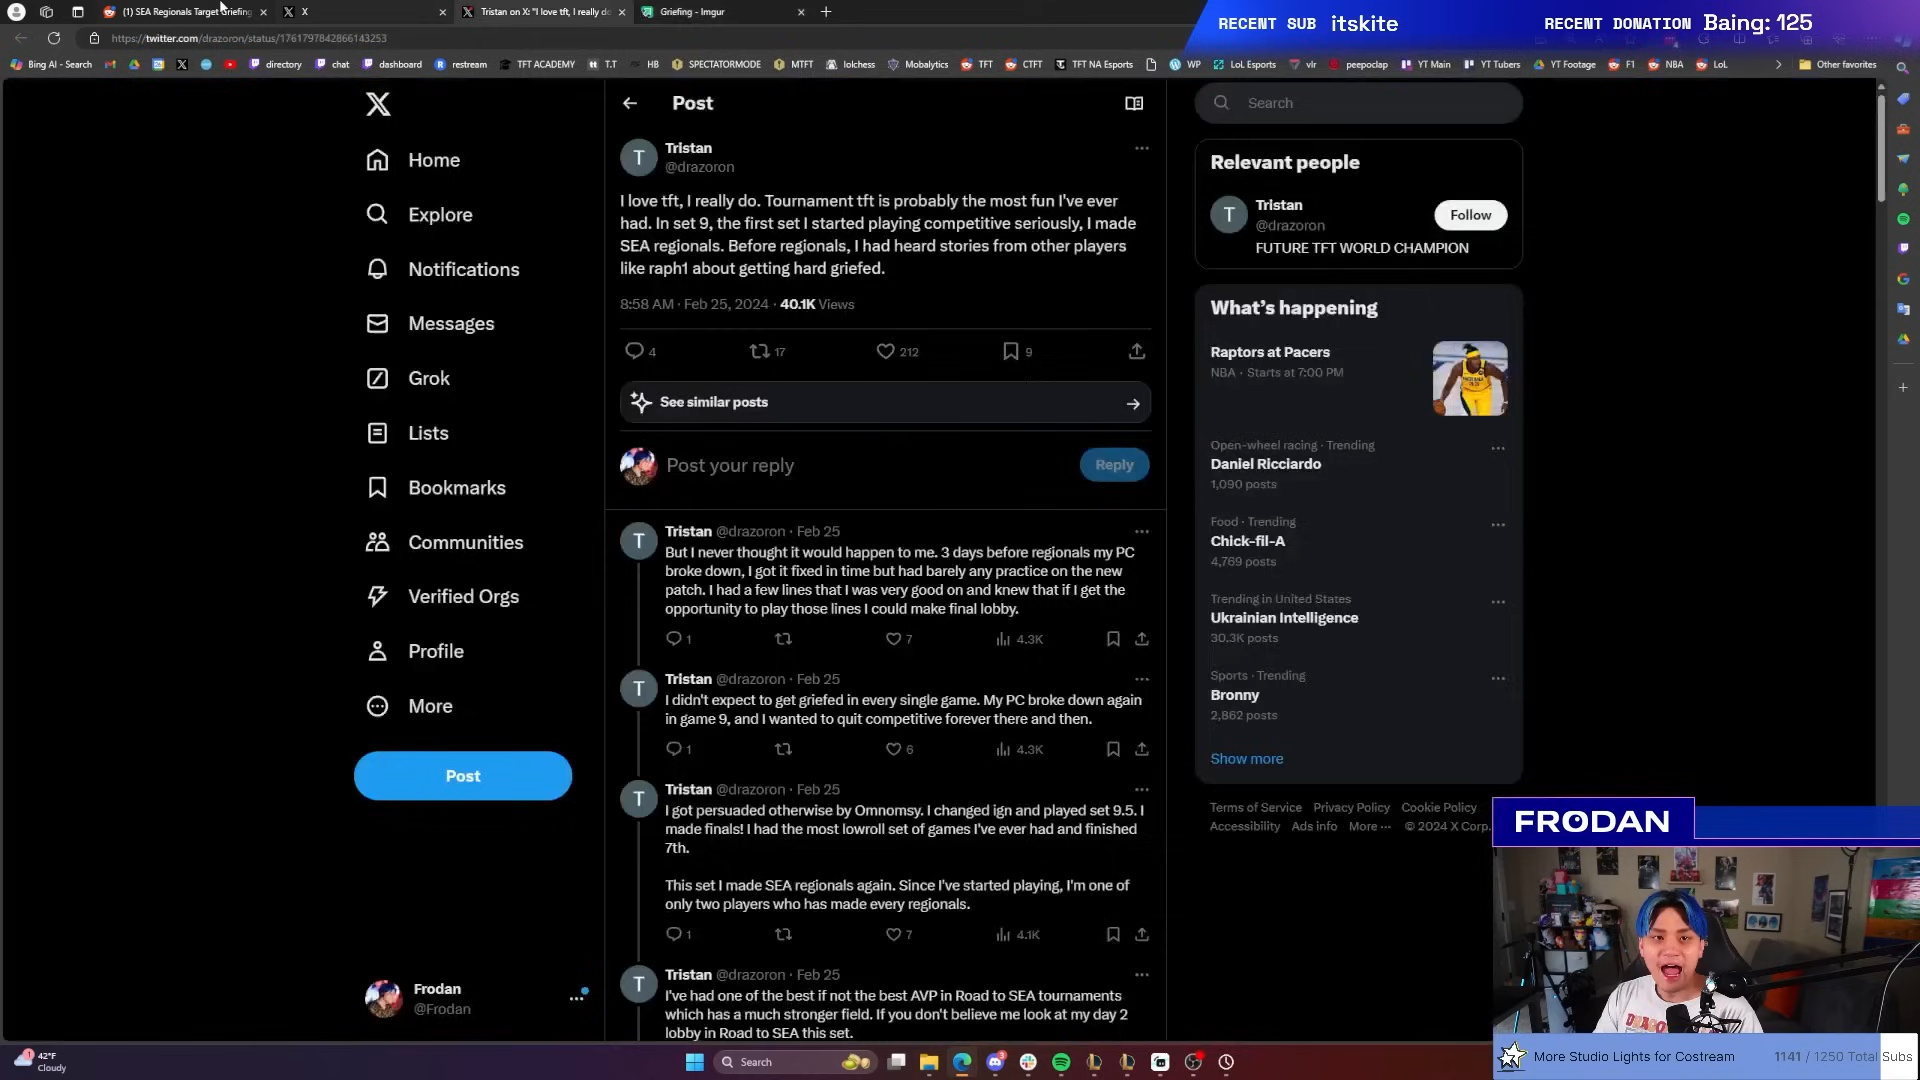 (1) SEA Regionals Target Griefing
X
Tristan on X: "I love tft, I really do
Griefing - Imgur
RECENT SUB itskite
RECENT DONATION Baing: 125
https://twitter.com/drazoron/status/1761797842866143253
Bing AI - Search
directory
chat
dashboard
restream
TFT ACADEMY
T.T
HB
SPECTATORMODE
MTFT
lolchess
Mobalytics
TFT
CTFT
TFT NA Esports
WP
LoL Esports
vlr
peepoclap
YT Main
YT Tubers
YT Footage
F1
NBA
LoL
Other favorites
Home
Explore
Notifications
Messages
Grok
Lists
Bookmarks
Communities
Verified Orgs
Profile
More
Post
Frodan
@Frodan
Post
T
Tristan
@drazoron
I love tft, I really do. Tournament tft is probably the most fun I've ever
had. In set 9, the first set I started playing competitive seriously, I made
SEA regionals. Before regionals, I had heard stories from other players
like raph1 about getting hard griefed.
8:58 AM · Feb 25, 2024 · 40.1K Views
4
17
212
9
See similar posts
Post your reply
Reply
T
Tristan @drazoron · Feb 25
But I never thought it would happen to me. 3 days before regionals my PC
broke down, I got it fixed in time but had barely any practice on the new
patch. I had a few lines that I was very good on and knew that if I get the
opportunity to play those lines I could make final lobby.
1
7
4.3K
T
Tristan @drazoron · Feb 25
I didn't expect to get griefed in every single game. My PC broke down again
in game 9, and I wanted to quit competitive forever there and then.
1
6
4.3K
T
Tristan @drazoron · Feb 25
I got persuaded otherwise by Omnomsy. I changed ign and played set 9.5. I
made finals! I had the most lowroll set of games I've ever had and finished
7th.
This set I made SEA regionals again. Since I've started playing, I'm one of
only two players who has made every regionals.
1
7
4.1K
T
Tristan @drazoron · Feb 25
I've had one of the best if not the best AVP in Road to SEA tournaments
which has a much stronger field. If you don't believe me look at my day 2
lobby in Road to SEA this set.
Search
Relevant people
T
Tristan
@drazoron
Follow
FUTURE TFT WORLD CHAMPION
What's happening
Raptors at Pacers
NBA · Starts at 7:00 PM
Open-wheel racing · Trending
Daniel Ricciardo
1,090 posts
Food · Trending
Chick-fil-A
4,769 posts
Trending in United States
Ukrainian Intelligence
30.3K posts
Sports · Trending
Bronny
2,862 posts
Show more
Terms of Service Privacy Policy Cookie Policy
Accessibility Ads info More ··· © 2024 X Corp.
FRODAN
More Studio Lights for Costream 1141 / 1250 Total Subs
42°F
Cloudy
Search